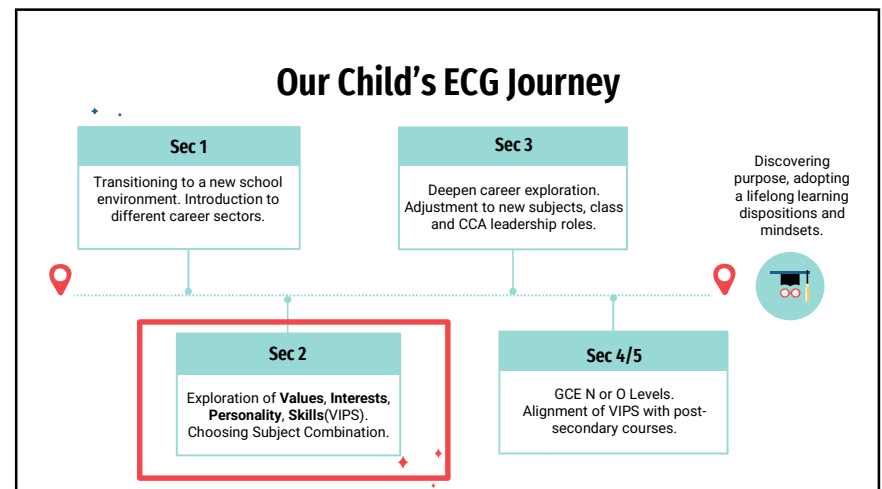 Our Child's ECG Journey
Sec 1
Transitioning to a new school
environment. Introduction to
different career sectors.
Sec 3
Deepen career exploration.
Adjustment to new subjects, class
and CCA leadership roles.
Discovering
purpose, adopting
a lifelong learning
dispositions and
mindsets.
Sec 2
Exploration of Values, Interests,
Personality, Skills(VIPS).
Choosing Subject Combination.
Sec 4/5
GCE N or O Levels.
Alignment of VIPS with post-
secondary courses.